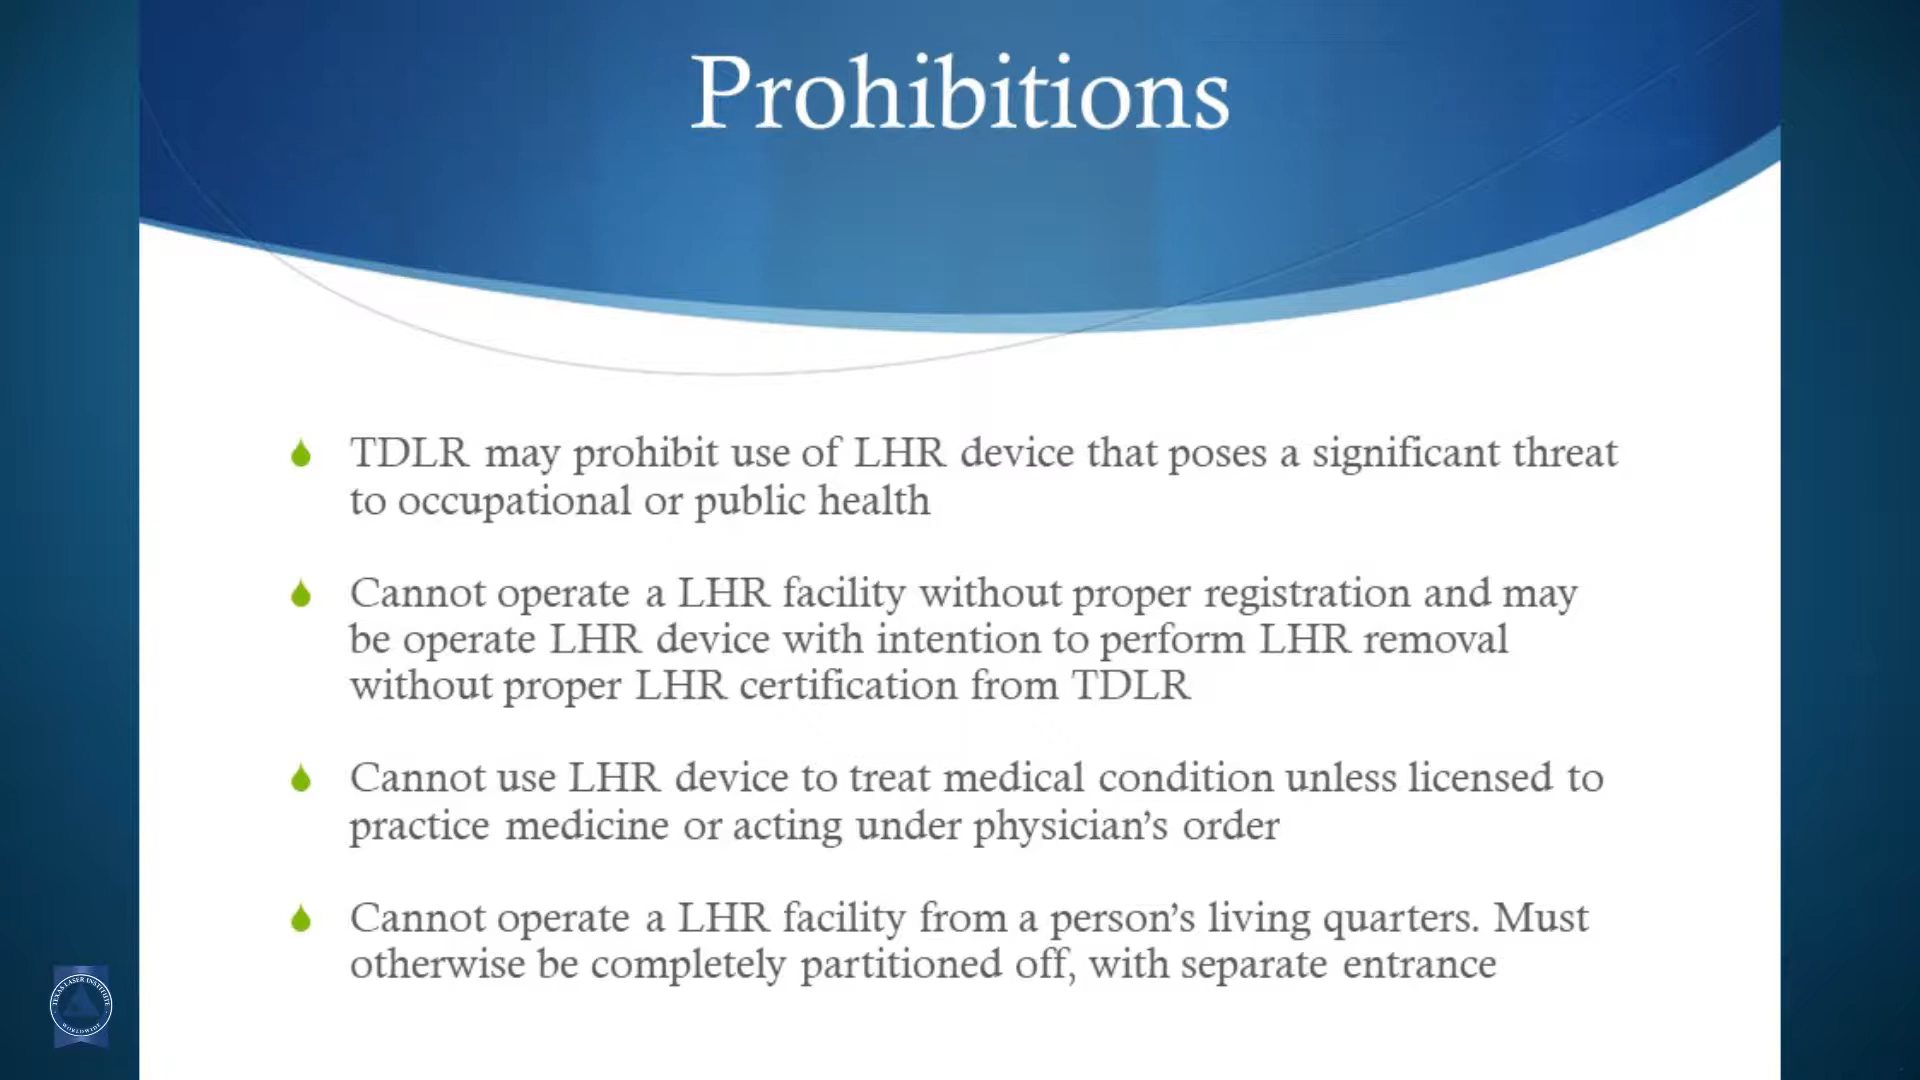 Prohibitions
TDLR may prohibit use of LHR device that poses a significant threat
to occupational or public health
Cannot operate a LHR facility without proper registration and may
be operate LHR device with intention to perform LHR removal
without proper LHR certification from TDLR
Cannot use LHR device to treat medical condition unless licensed to
practice medicine or acting under physician’s order
Cannot operate a LHR facility from a person’s living quarters. Must
otherwise be completely partitioned off, with separate entrance
TEXAS LASER INSTITUTE
WORLDWIDE